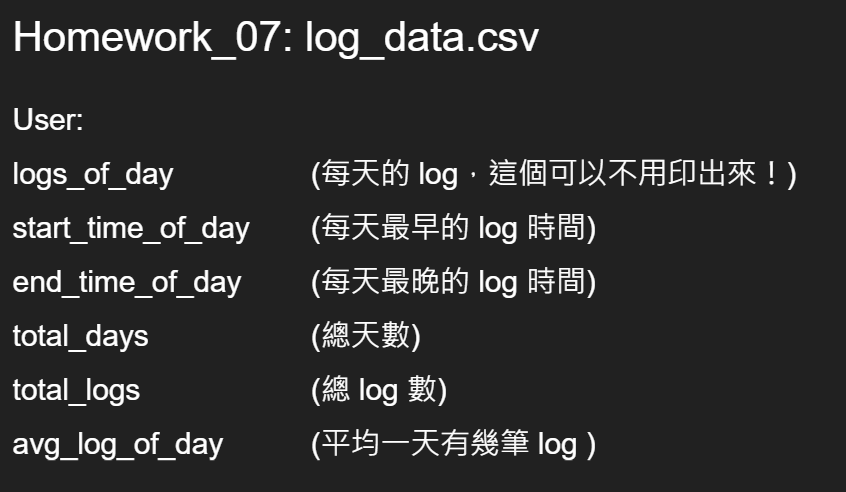 Homework_07: log_data.csv
User:
logs_of_day (每天的 log，這個可以不用印出來！)
start_time_of_day (每天最早的 log 時間)
end_time_of_day (每天最晚的 log 時間)
total_days (總天數)
total_logs (總 log 數)
avg_log_of_day (平均一天有幾筆 log )